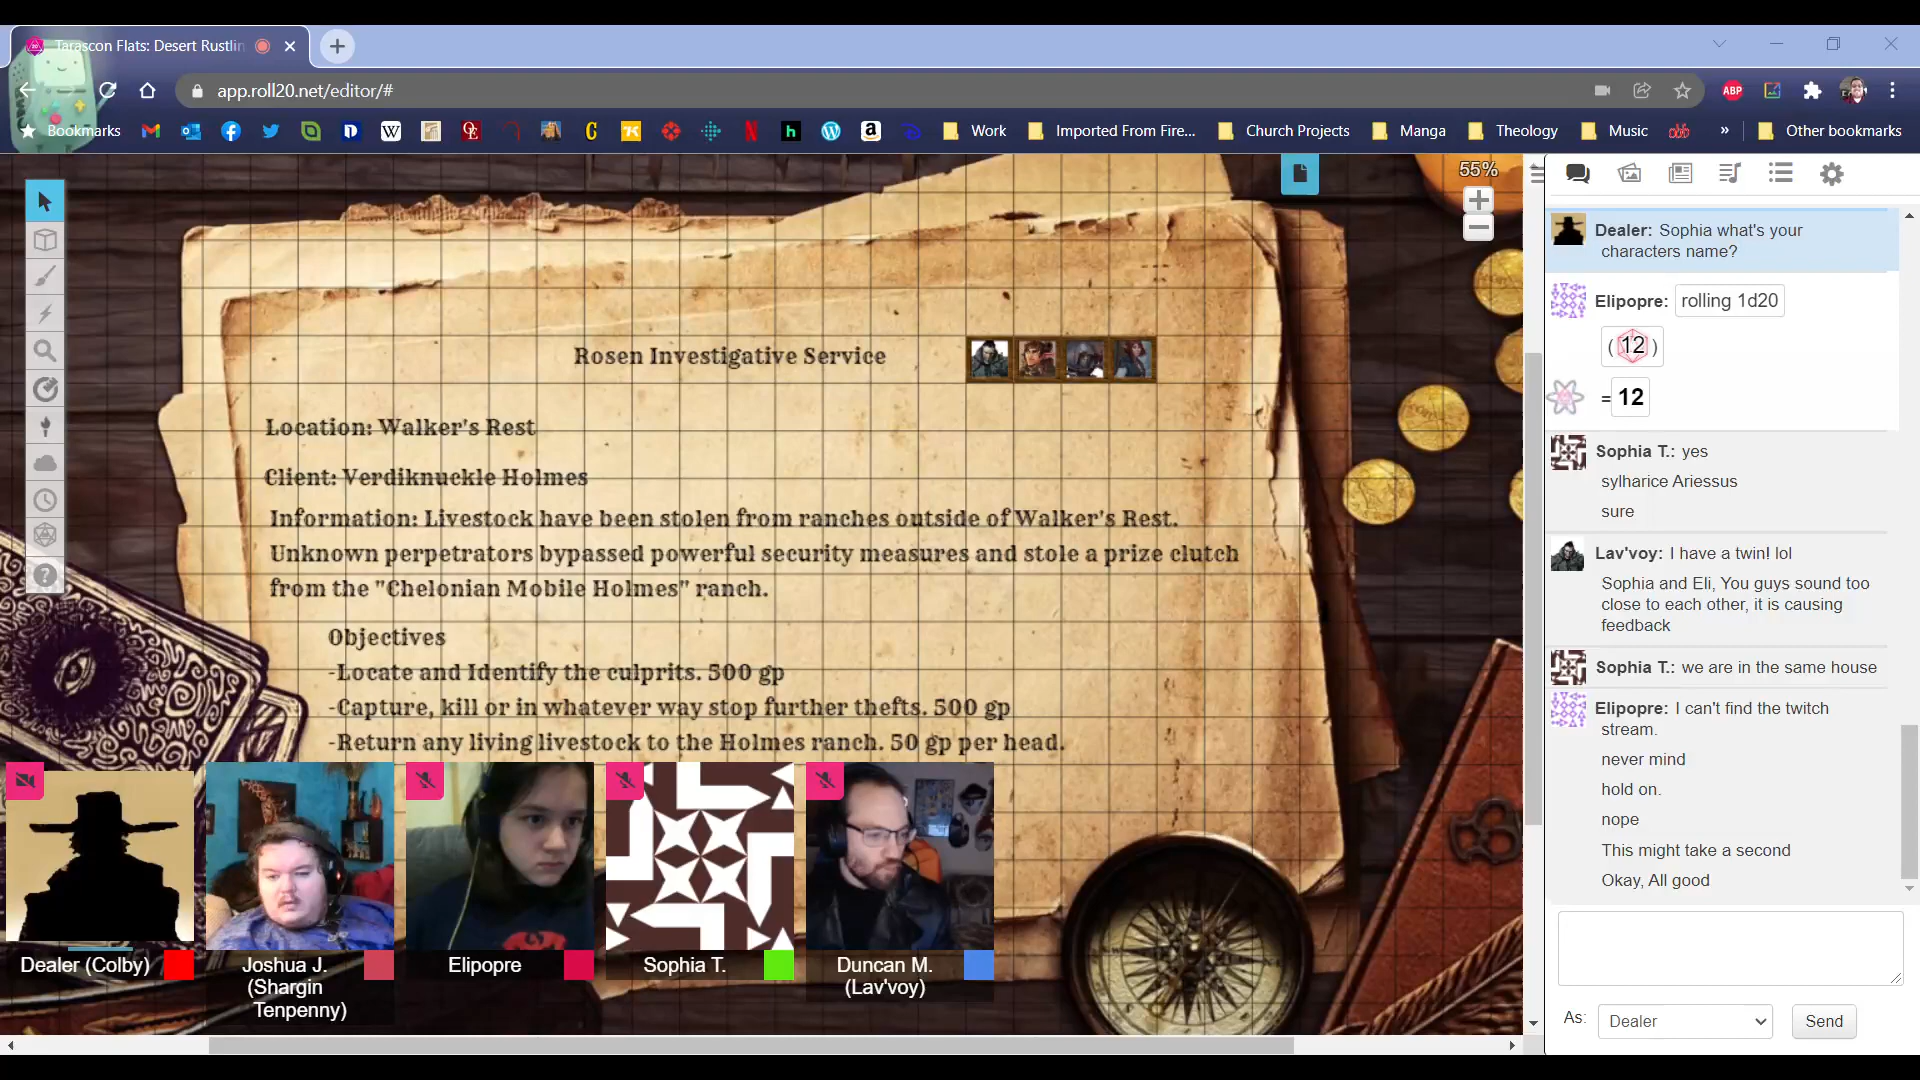 Tarascon Flats: Desert Rustlin
app.roll20.net/editor/#
ABP
Bookmarks
Work
Imported From Fire...
Church Projects
Manga
Theology
Music
»
Other bookmarks
55%
Rosen Investigative Service
Location: Walker's Rest
Client: Verdiknuckle Holmes
Information: Livestock have been stolen from ranches outside of Walker's Rest.
Unknown perpetrators bypassed powerful security measures and stole a prize clutch
from the "Chelonian Mobile Holmes" ranch.
Objectives
-Locate and Identify the culprits. 500 gp
-Capture, kill or in whatever way stop further thefts. 500 gp
-Return any living livestock to the Holmes ranch. 50 gp per head.
Dealer (Colby)
Joshua J.
(Shargin
Tenpenny)
Elipopre
Sophia T.
Duncan M.
(Lav'voy)
Dealer: Sophia what's your
characters name?
Elipopre: rolling 1d20
(12)
=12
Sophia T.: yes
sylharice Ariessus
sure
Lav'voy: I have a twin! lol
Sophia and Eli, You guys sound too
close to each other, it is causing
feedback
Sophia T.: we are in the same house
Elipopre: I can't find the twitch
stream.
never mind
hold on.
nope
This might take a second
Okay, All good
As: Dealer
Send